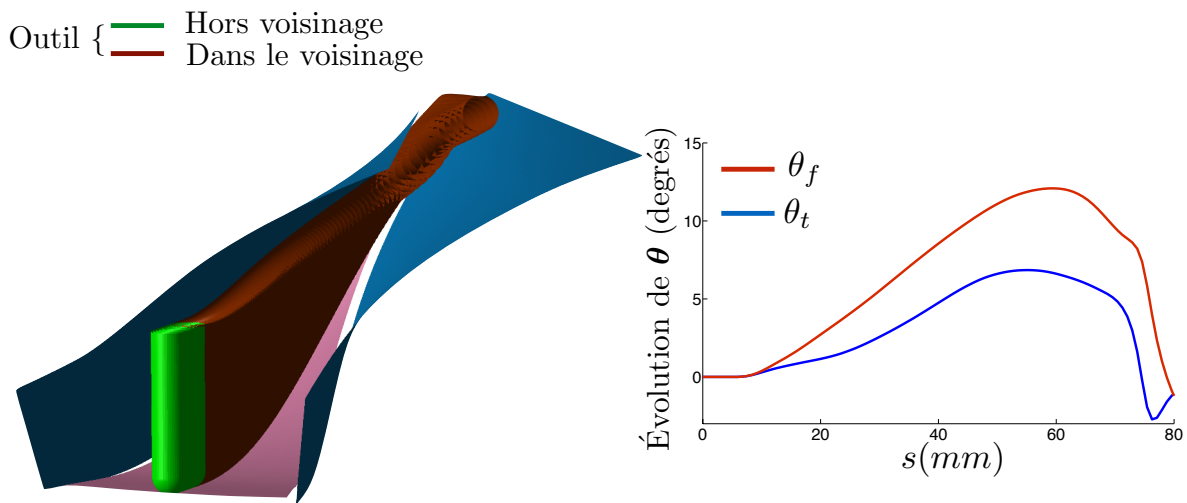 Outil {
Hors voisinage
Dans le voisinage
Évolution de θ (degrés)
15
10
5
0
θ_f
θ_t
0 20 40 60 80
s(mm)